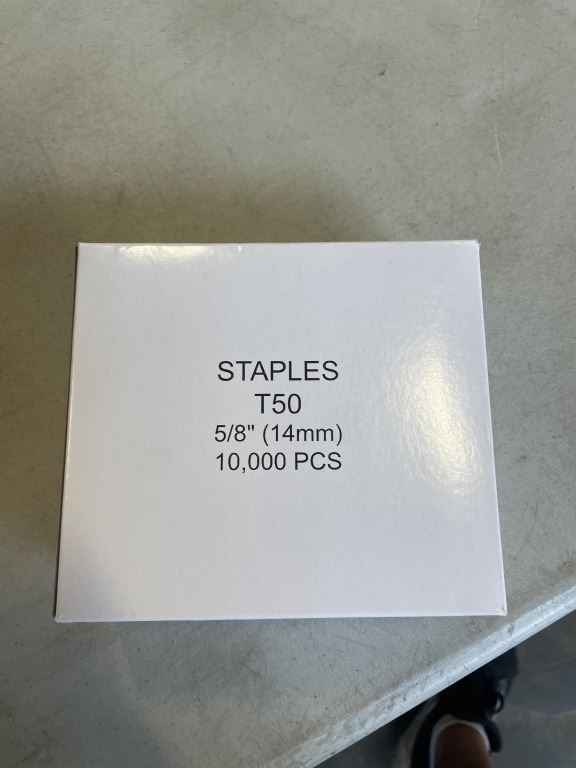 STAPLES
T50
5/8" (14mm)
10,000 PCS